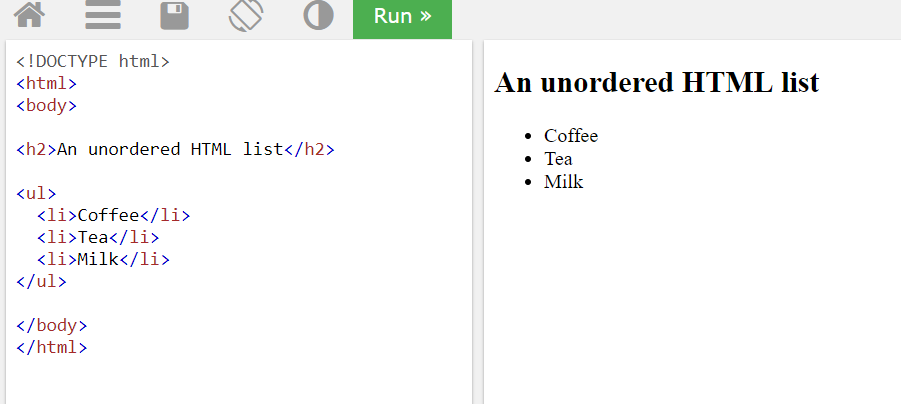 Run »
<!DOCTYPE html>
<html>
<body>
<h2>An unordered HTML list</h2>
<ul>
  <li>Coffee</li>
  <li>Tea</li>
  <li>Milk</li>
</ul>
</body>
</html>
An unordered HTML list
• Coffee
• Tea
• Milk